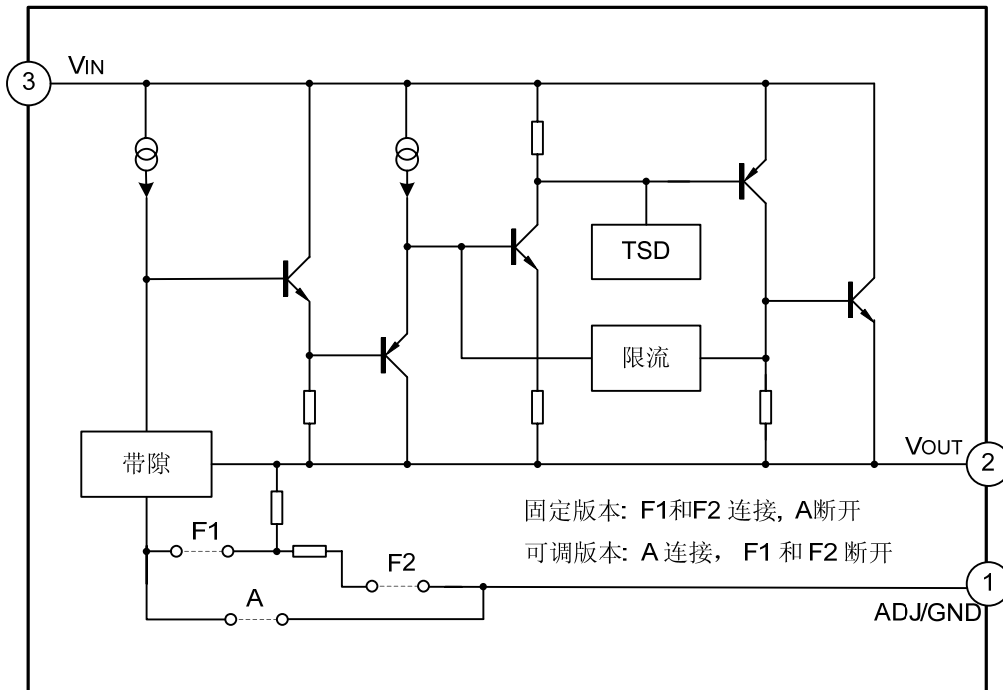 3
VIN
TSD
限流
带隙
VOUT
2
固定版本: F1和F2 连接, A断开
可调版本: A 连接, F1 和 F2 断开
F1
F2
A
1
ADJ/GND